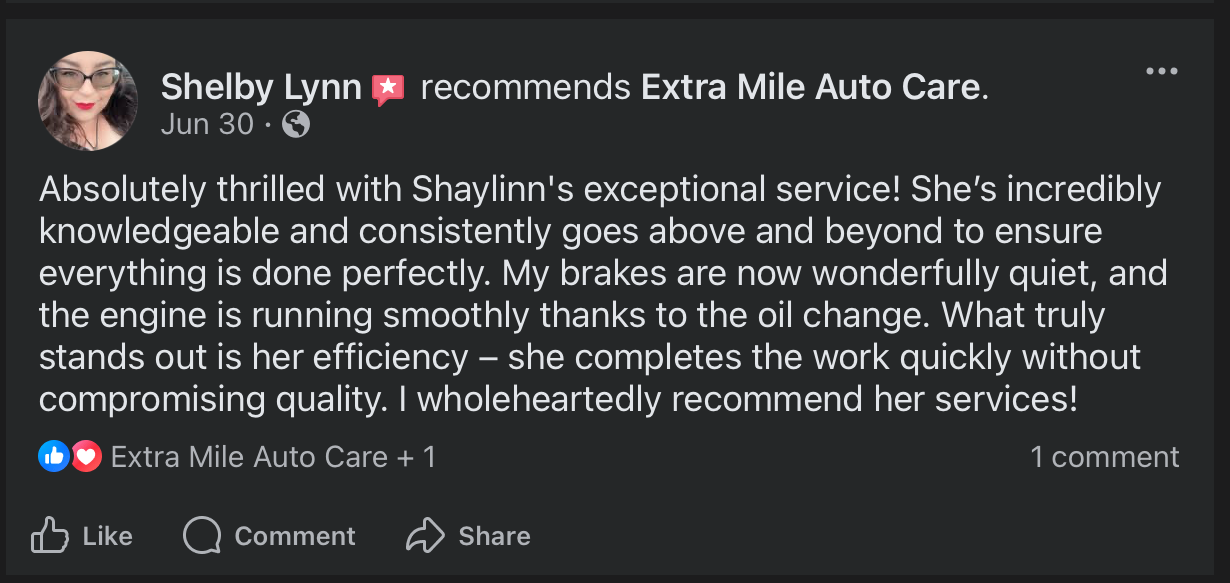 Shelby Lynn recommends Extra Mile Auto Care.
Jun 30 ·
Absolutely thrilled with Shaylinn's exceptional service! She’s incredibly
knowledgeable and consistently goes above and beyond to ensure
everything is done perfectly. My brakes are now wonderfully quiet, and
the engine is running smoothly thanks to the oil change. What truly
stands out is her efficiency – she completes the work quickly without
compromising quality. I wholeheartedly recommend her services!
Extra Mile Auto Care + 1 1 comment
Like Comment Share